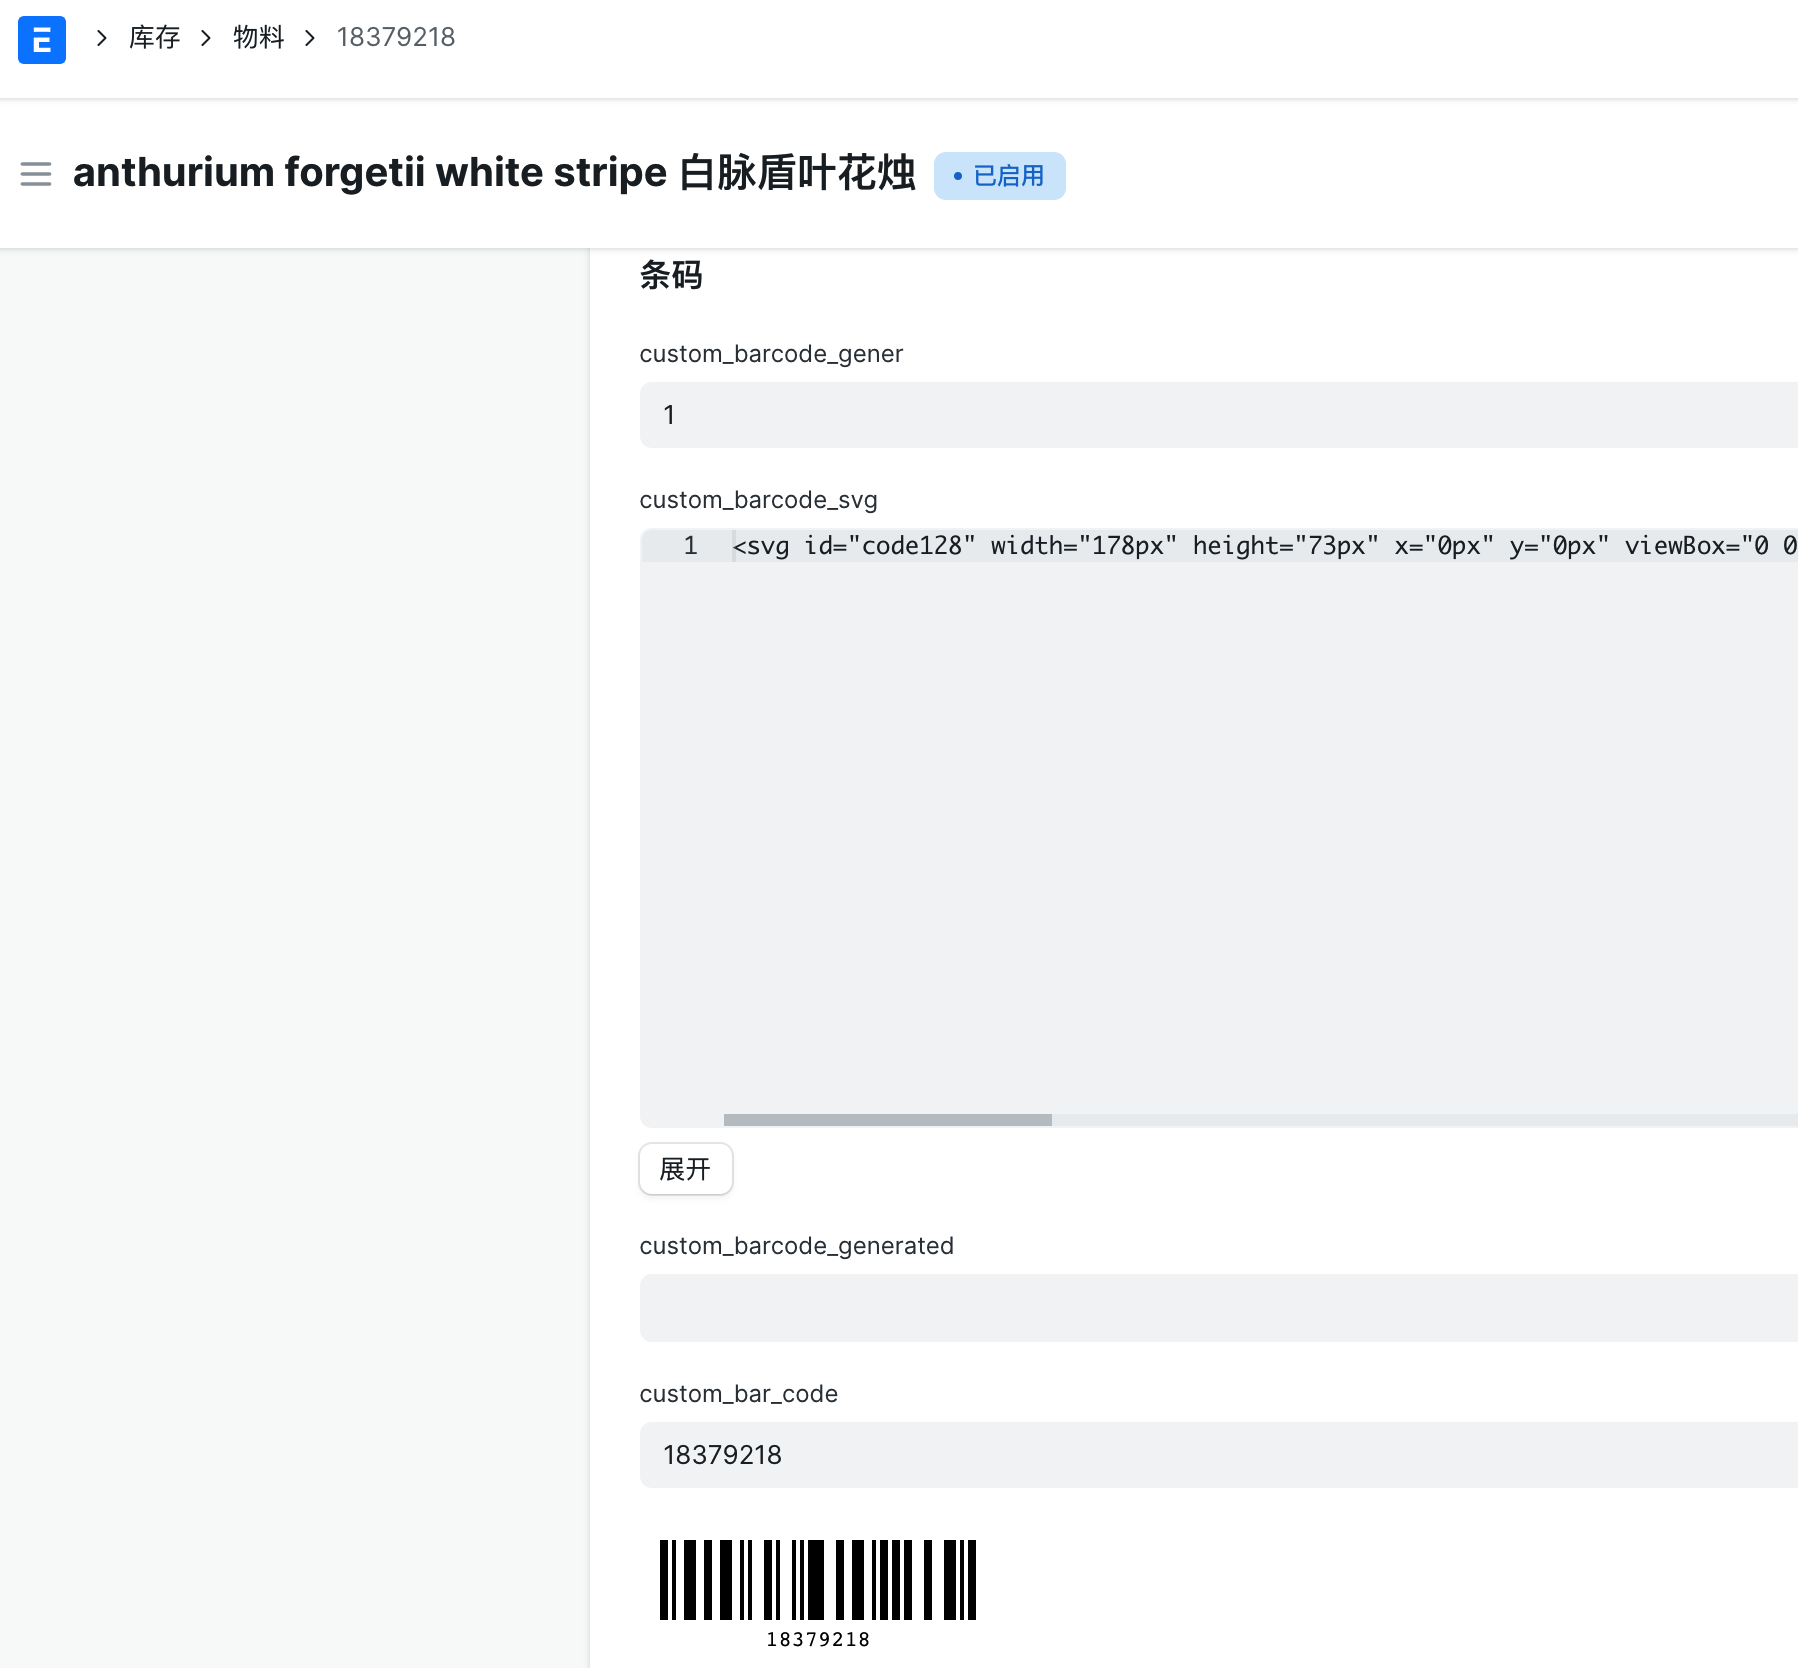 库存 物料 18379218
anthurium forgetii white stripe 白脉盾叶花烛 已启用
条码
custom_barcode_gener
1
custom_barcode_svg
1 <svg id="code128" width="178px" height="73px" x="0px" y="0px" viewBox="0 0
展开
custom_barcode_generated
custom_bar_code
18379218
18379218